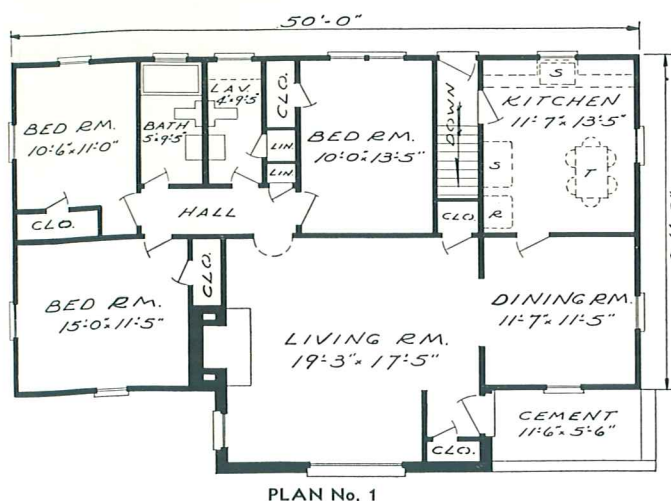 50'-0"
BED RM.
10'-6" x 11'-0"
BATH
5' x 9'-5"
LAV.
4' x 9'-5"
CLO.
LIN
LIN
BED RM.
10'-0" x 13'-5"
DOWN
S
KITCHEN
11'-7" x 13'-5"
S
T
R
CLO.
HALL
CLO.
BED RM.
15'-0" x 11'-5"
CLO.
LIVING RM.
19'-3" x 17'-5"
DINING RM.
11'-7" x 11'-5"
CLO.
CEMENT
11'-6" x 5'-6"
PLAN No. 1